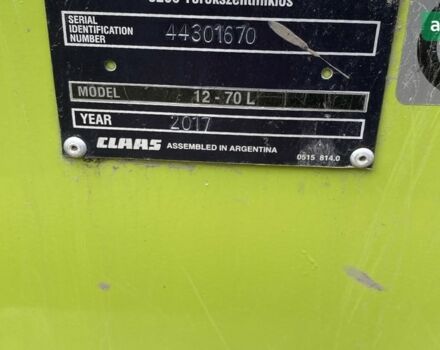 SERIAL
IDENTIFICATION
NUMBER
44301670
MODEL
12-70 L
YEAR
2017
CLAAS
ASSEMBLED IN ARGENTINA
0515 814.0